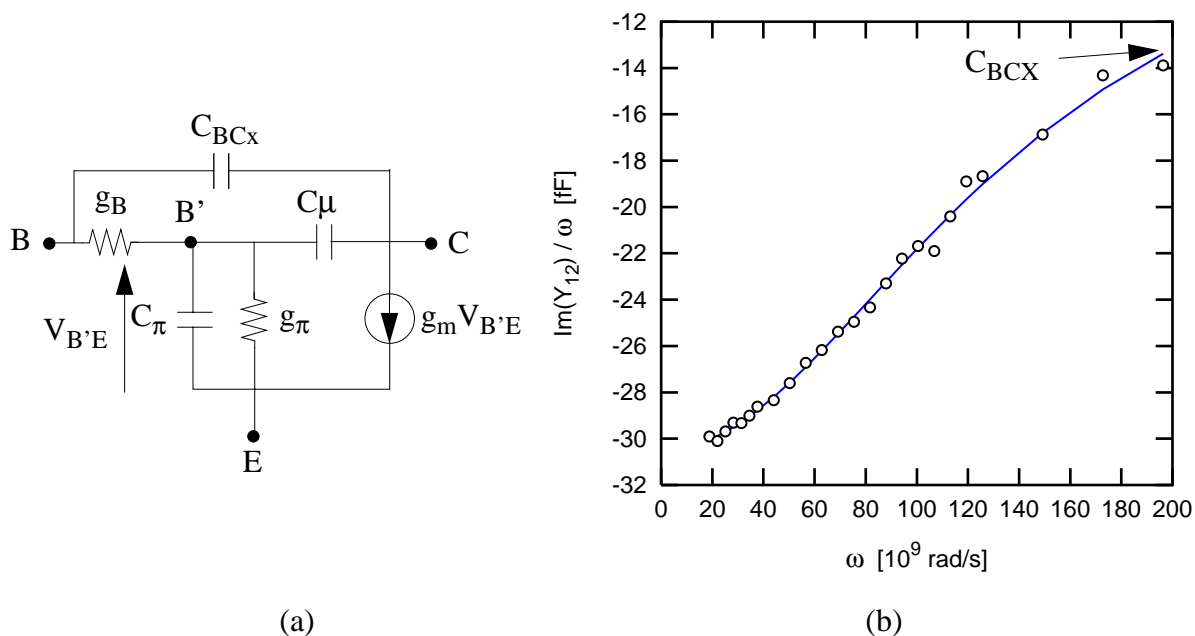 C_BCx
g_B
B'
Cμ
B
C
V_B'E
C_π
g_π
g_mV_B'E
E
(a)
-12
-14
-16
-18
-20
-22
-24
-26
-28
-30
-32
Im(Y_12) / ω [fF]
C_BCX
0 20 40 60 80 100 120 140 160 180 200
ω [10^9 rad/s]
(b)